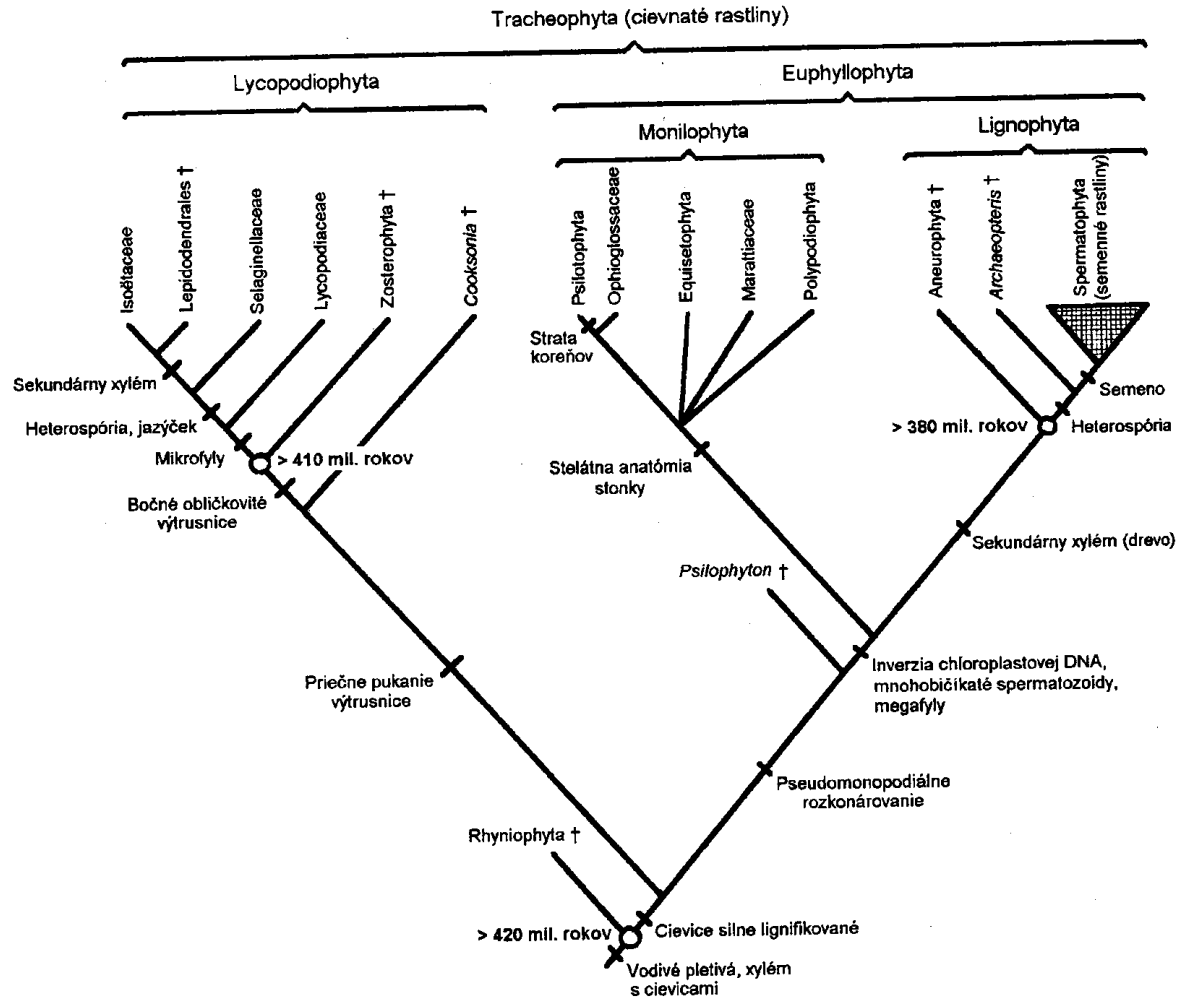 Tracheophyta (cievnaté rastliny)
Lycopodiophyta
Euphyllophyta
Monilophyta
Lignophyta
Isoëtaceae
Lepidodendrales †
Selaginellaceae
Lycopodiaceae
Zosterophyta †
Cooksonia †
Psilotophyta
Ophioglossaceae
Equisetophyta
Marattiaceae
Polypodiophyta
Aneurophyta †
Archaeopteris †
Spermatophyta
(semenné rastliny)
Strata
koreňov
Sekundárny xylém
Semeno
Heterospória, jazýček
> 380 mil. rokov
Heterospória
Mikrofyly
> 410 mil. rokov
Stelátna anatómia
stonky
Bočné obličkovité
výtrusnice
Sekundárny xylém (drevo)
Psilophyton †
Priečne pukanie
výtrusnice
Inverzia chloroplastovej DNA,
mnohobičíkaté spermatozoidy,
megafyly
Pseudomonopodiálne
rozkonárovanie
Rhyniophyta †
> 420 mil. rokov
Cievice silne lignifikované
Vodivé pletivá, xylém
s cievicami